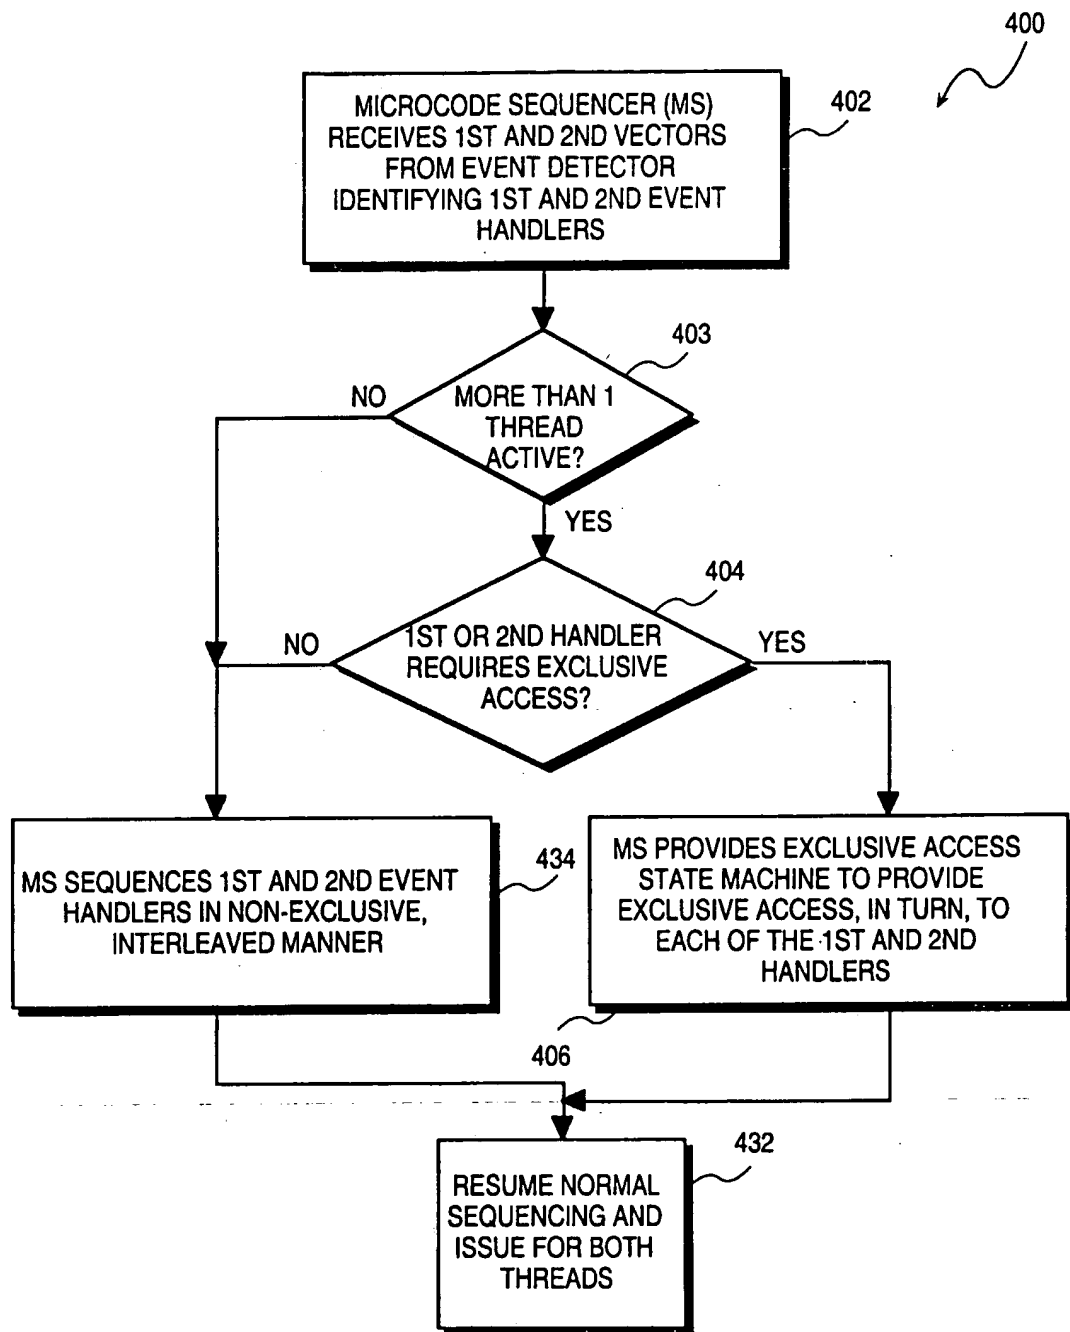 400
MICROCODE SEQUENCER (MS)
RECEIVES 1ST AND 2ND VECTORS
FROM EVENT DETECTOR
IDENTIFYING 1ST AND 2ND EVENT
HANDLERS
402
403
NO
MORE THAN 1
THREAD
ACTIVE?
YES
404
NO
1ST OR 2ND HANDLER
REQUIRES EXCLUSIVE
ACCESS?
YES
MS SEQUENCES 1ST AND 2ND EVENT
HANDLERS IN NON-EXCLUSIVE,
INTERLEAVED MANNER
434
MS PROVIDES EXCLUSIVE ACCESS
STATE MACHINE TO PROVIDE
EXCLUSIVE ACCESS, IN TURN, TO
EACH OF THE 1ST AND 2ND
HANDLERS
406
432
RESUME NORMAL
SEQUENCING AND
ISSUE FOR BOTH
THREADS